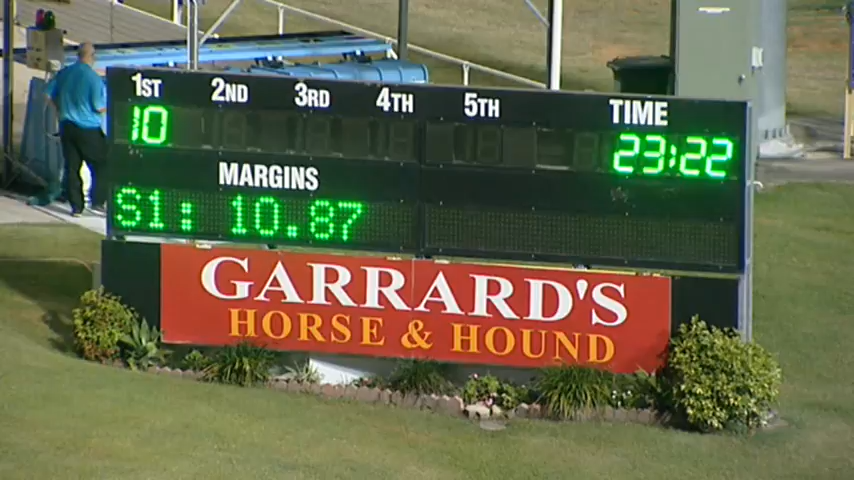 1ST 2ND 3RD 4TH 5TH TIME
10 23:22
MARGINS
S1: 10.87
GARRARD'S
HORSE & HOUND